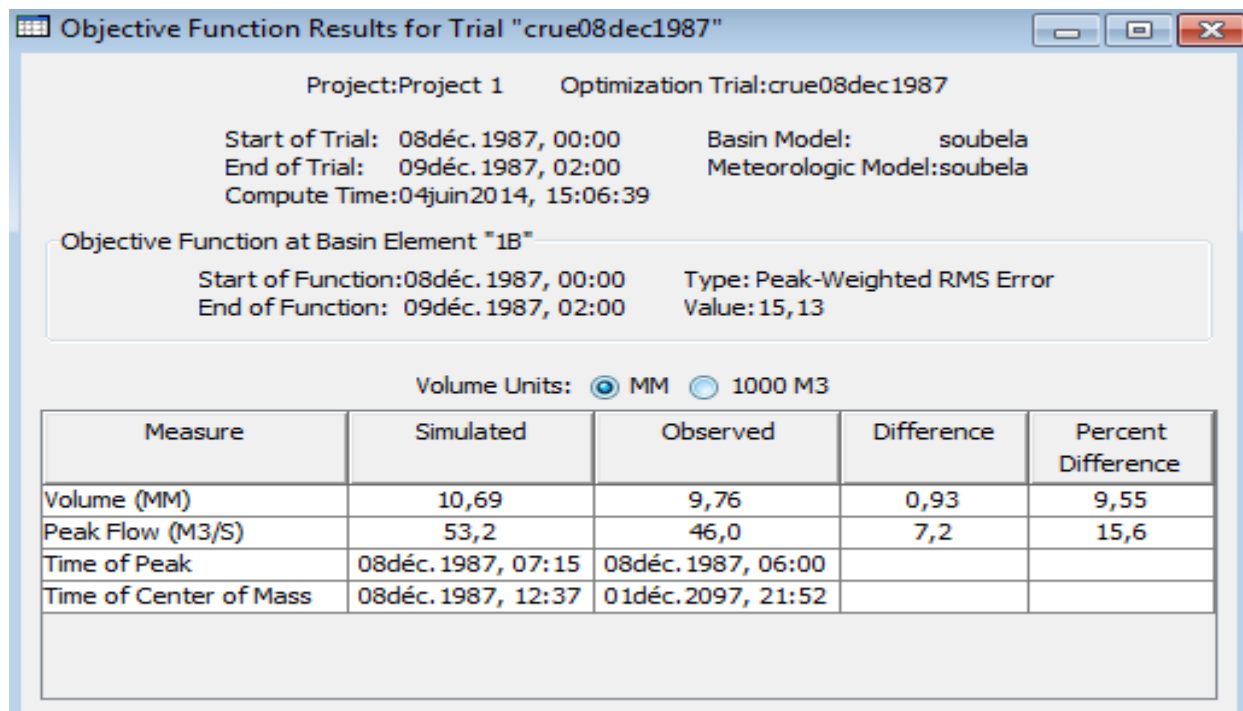 Objective Function Results for Trial "crue08dec1987"
Project:Project 1 Optimization Trial:crue08dec1987
Start of Trial: 08déc.1987, 00:00 Basin Model: soubela
End of Trial: 09déc.1987, 02:00 Meteorologic Model:soubela
Compute Time:04juin2014, 15:06:39
Objective Function at Basin Element "1B"
Start of Function:08déc.1987, 00:00 Type: Peak-Weighted RMS Error
End of Function: 09déc.1987, 02:00 Value:15,13
Volume Units: MM 1000 M3
Measure Simulated Observed Difference Percent Difference
Volume (MM) 10,69 9,76 0,93 9,55
Peak Flow (M3/S) 53,2 46,0 7,2 15,6
Time of Peak 08déc.1987, 07:15 08déc.1987, 06:00
Time of Center of Mass 08déc.1987, 12:37 01déc.2097, 21:52